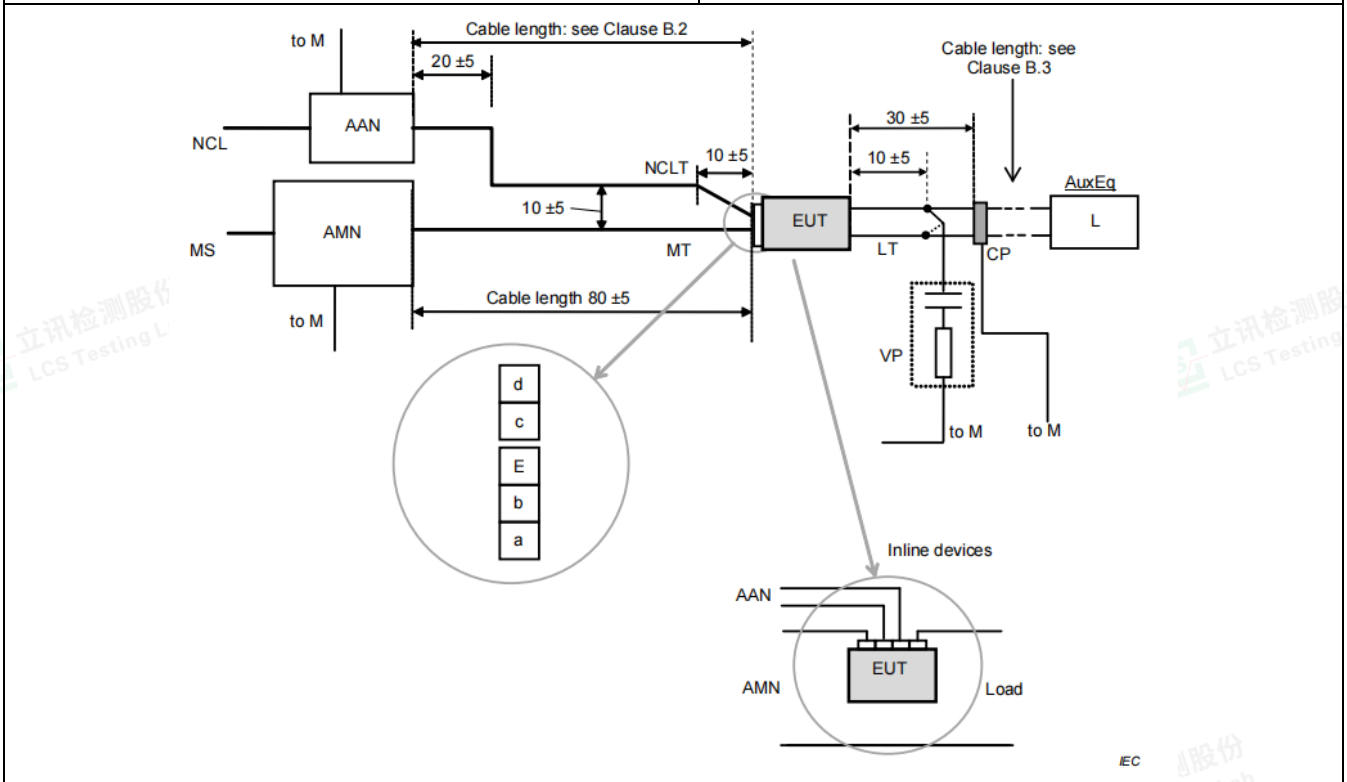 Cable length: see Clause B.2
to M
20 ±5
AAN
NCL
NCLT
10 ±5
10 ±5
AMN
MS
MT
Cable length 80 ±5
to M
EUT
Cable length: see
Clause B.3
30 ±5
10 ±5
AuxEq
L
LT
CP
VP
to M
to M
d
c
E
b
a
Inline devices
AAN
EUT
AMN
Load
IEC
立讯检测股份
LCS Testing L
立讯检测股
LCS Testing
股份